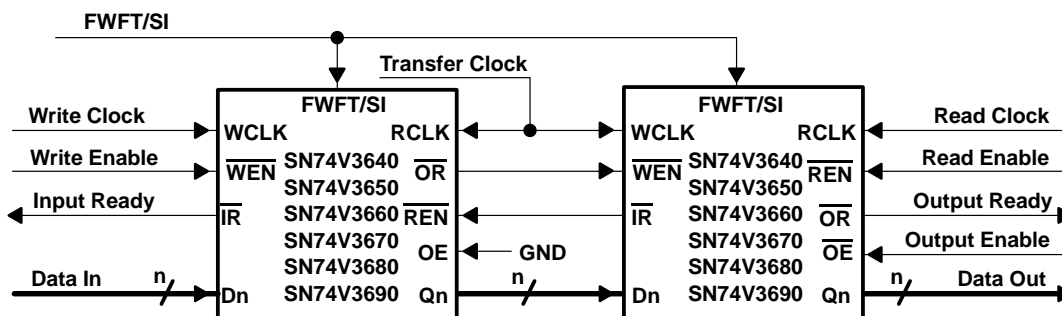 FWFT/SI
Transfer Clock
FWFT/SI
FWFT/SI
Write Clock
WCLK
RCLK
WCLK
RCLK
Read Clock
Write Enable
WEN
SN74V3640
OR
WEN
SN74V3640
REN
Read Enable
SN74V3650
SN74V3650
Input Ready
IR
SN74V3660
REN
IR
SN74V3660
OR
Output Ready
SN74V3670
OE
GND
SN74V3670
OE
Output Enable
SN74V3680
SN74V3680
Data In
n
Dn
SN74V3690
Qn
n
Dn
SN74V3690
Qn
n
Data Out